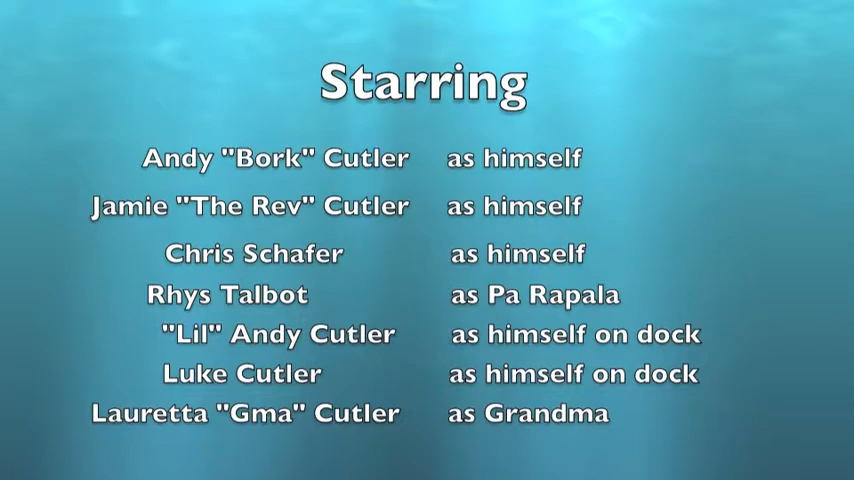 Starring
Andy "Bork" Cutler as himself
Jamie "The Rev" Cutler as himself
Chris Schafer as himself
Rhys Talbot as Pa Rapala
"Lil" Andy Cutler as himself on dock
Luke Cutler as himself on dock
Lauretta "Gma" Cutler as Grandma